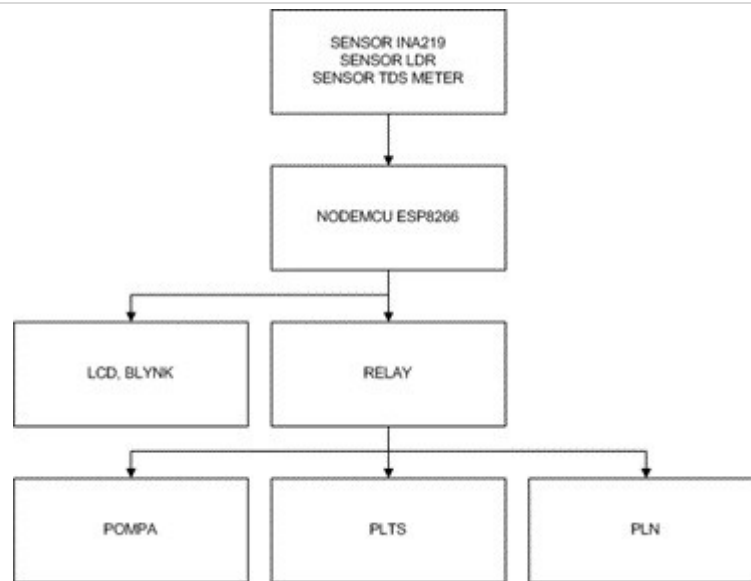 SENSOR INA219
SENSOR LDR
SENSOR TDS METER
NODEMCU ESP8266
LCD, BLYNK
RELAY
POMPA
PLTS
PLN